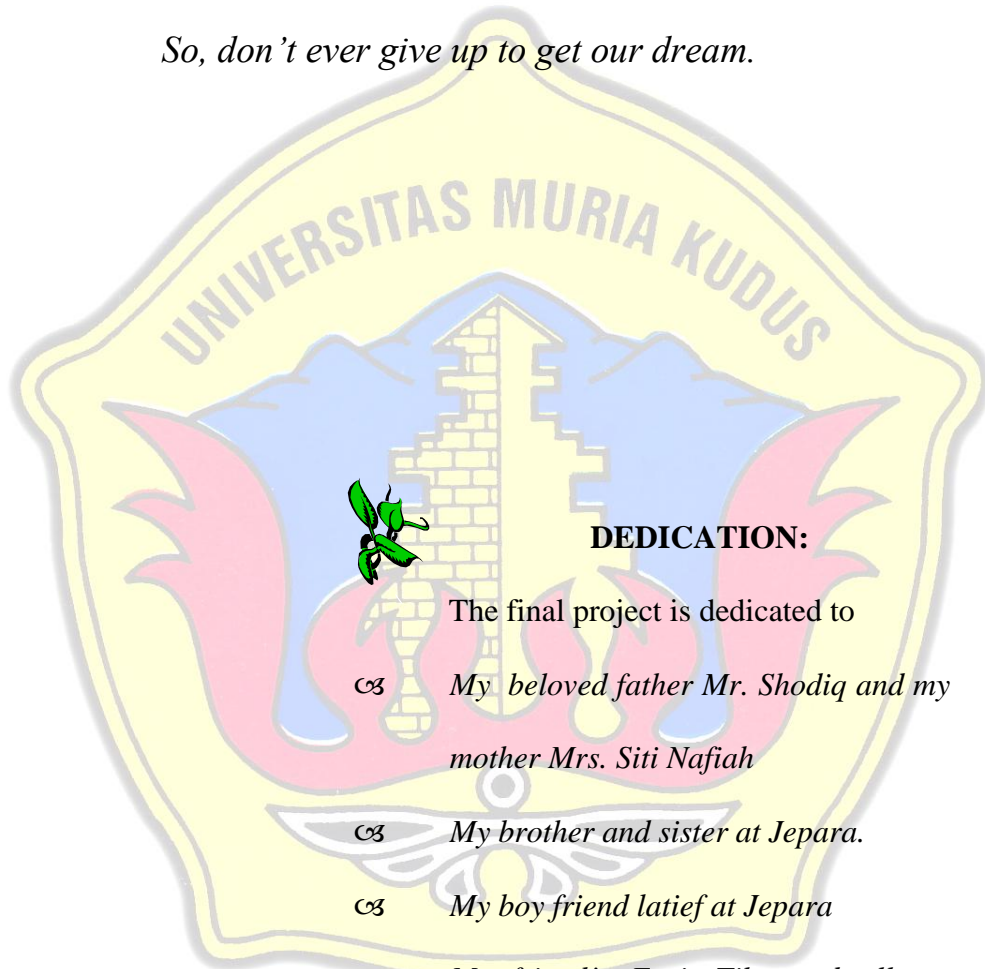 So, don’t ever give up to get our dream.
UNIVERSITAS MURIA KUDUS
DEDICATION:
The final project is dedicated to
My beloved father Mr. Shodiq and my
mother Mrs. Siti Nafiah
My brother and sister at Jepara.
My boy friend latief at Jepara